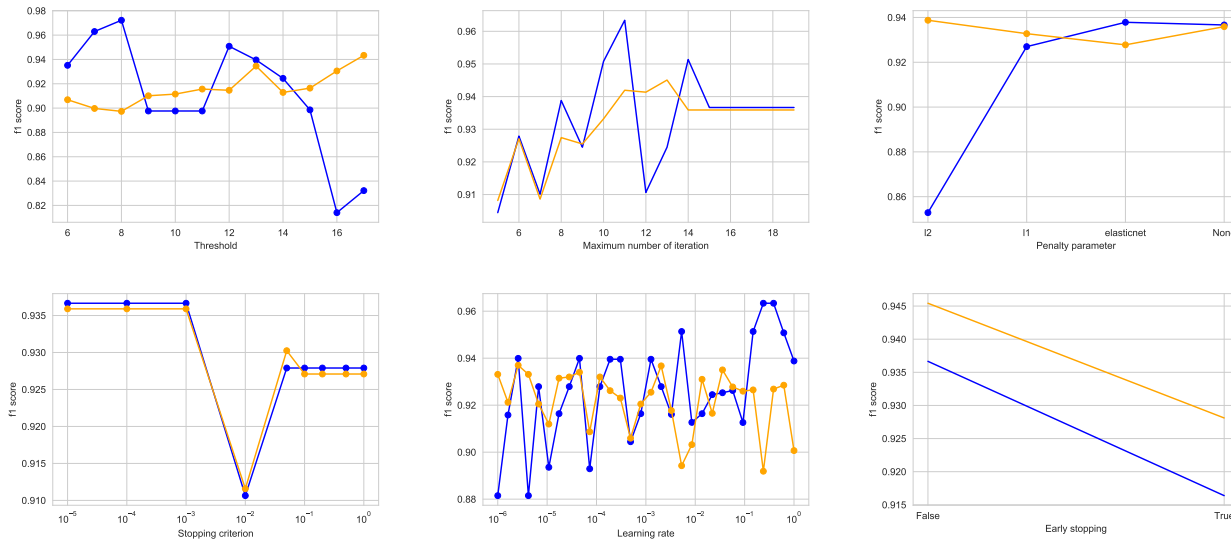 0.98
0.96
0.94
0.92
0.90
0.88
0.86
0.84
0.82
f1 score
6 8 10 12 14 16
Threshold
0.96
0.95
0.94
0.93
0.92
0.91
f1 score
6 8 10 12 14 16 18
Maximum number of iteration
0.94
0.92
0.90
0.88
0.86
f1 score
l2 l1 elasticnet Non
Penalty parameter
0.935
0.930
0.925
0.920
0.915
0.910
f1 score
10⁻⁵ 10⁻⁴ 10⁻³ 10⁻² 10⁻¹ 10⁰
Stopping criterion
0.96
0.94
0.92
0.90
0.88
f1 score
10⁻⁶ 10⁻⁵ 10⁻⁴ 10⁻³ 10⁻² 10⁻¹ 10⁰
Learning rate
0.945
0.940
0.935
0.930
0.925
0.920
0.915
f1 score
False True
Early stopping